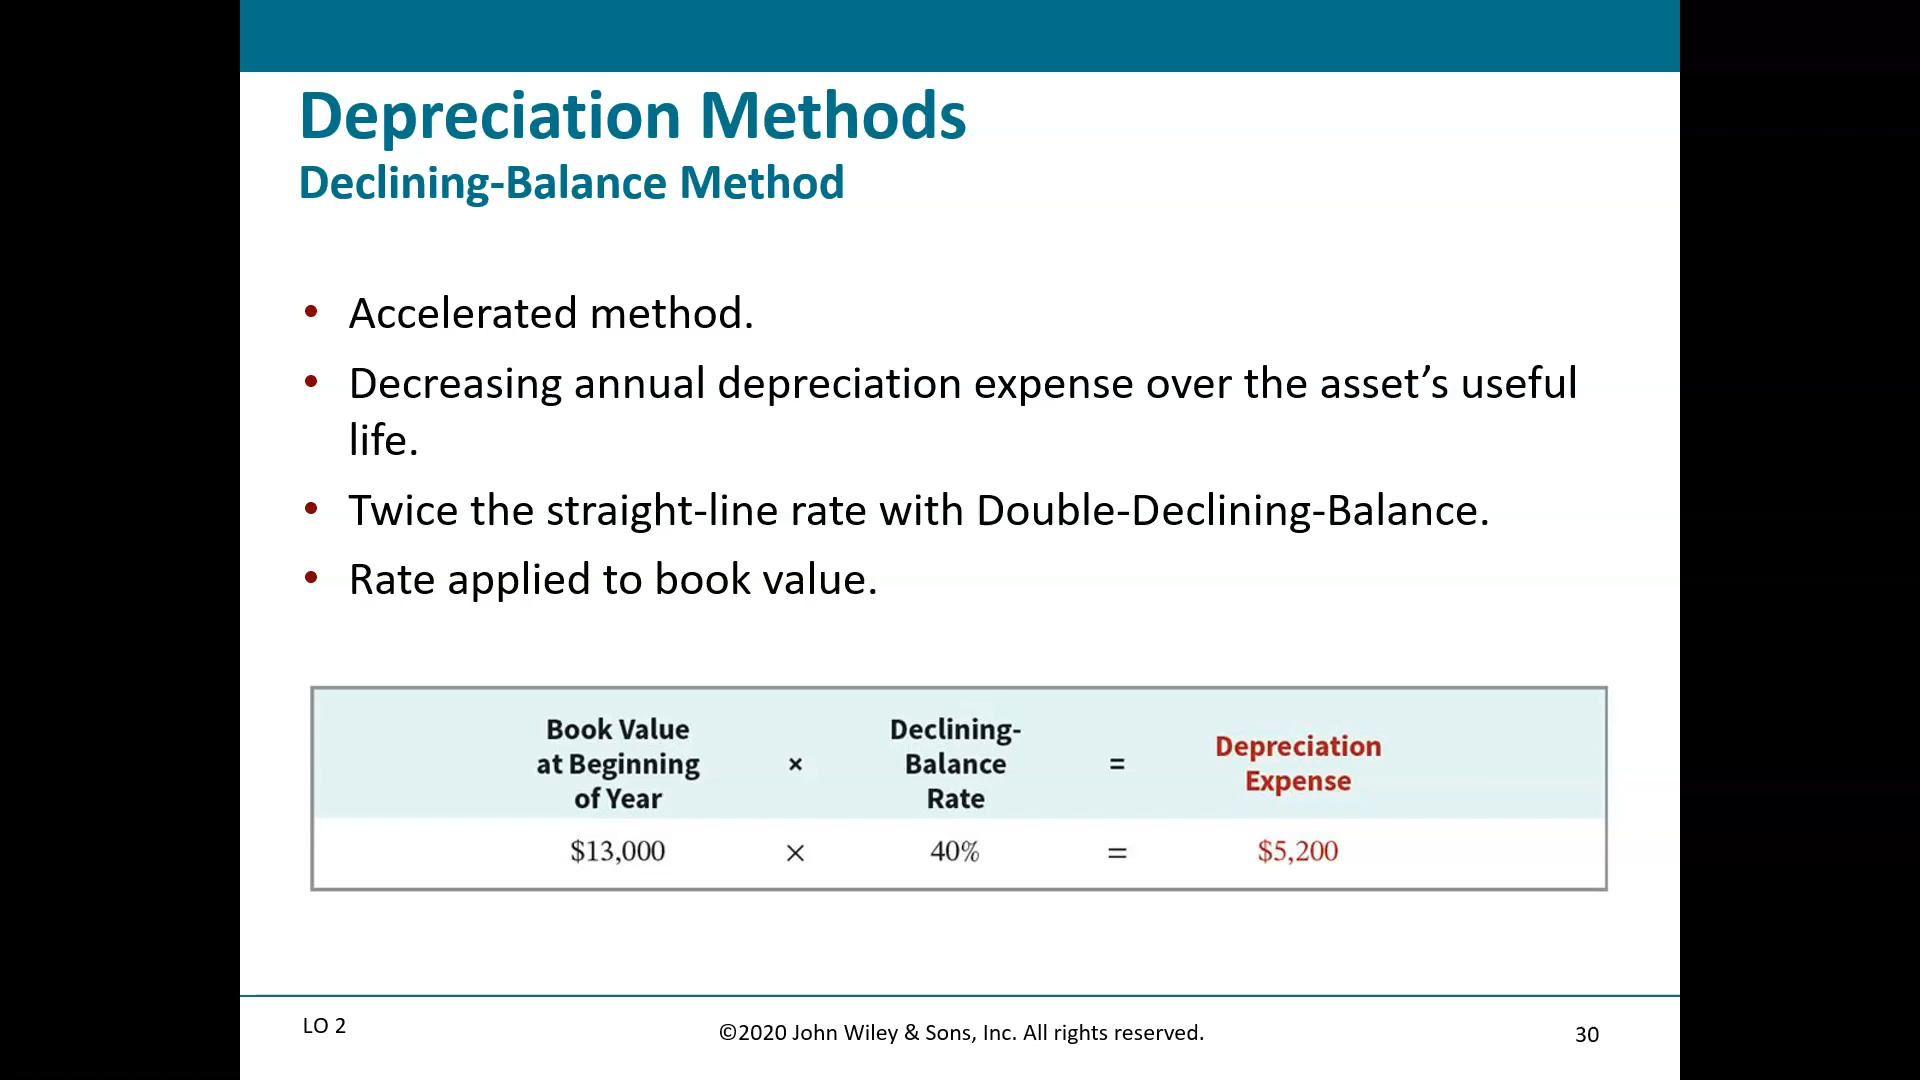 Depreciation Methods
Declining-Balance Method
• Accelerated method.
• Decreasing annual depreciation expense over the asset’s useful
life.
• Twice the straight-line rate with Double-Declining-Balance.
• Rate applied to book value.
Book Value
at Beginning
of Year
×
Declining-
Balance
Rate
=
Depreciation
Expense
$13,000 × 40% = $5,200
LO 2
©2020 John Wiley & Sons, Inc. All rights reserved.
30